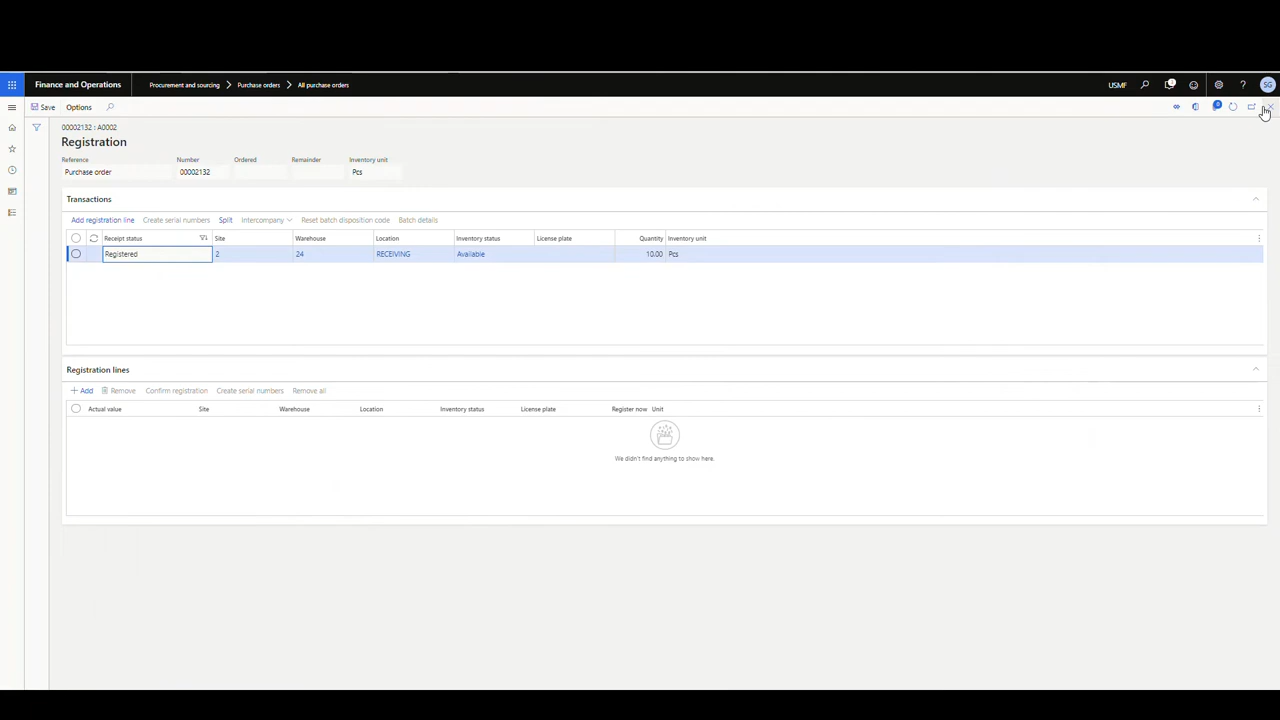 Finance and Operations Procurement and sourcing Purchase orders All purchase orders USMF ? SG
Save Options 0
00002132 : A0002
Registration
Reference Number Ordered Remainder Inventory unit
Purchase order 00002132 Pcs
Transactions
Add registration line Create serial numbers Split Intercompany Reset batch disposition code Batch details
Receipt status Site Warehouse Location Inventory status License plate Quantity Inventory unit
Registered 2 24 RECEIVING Available 10.00 Pcs
Registration lines
+ Add Remove Confirm registration Create serial numbers Remove all
Actual value Site Warehouse Location Inventory status License plate Register now Unit
We didn't find anything to show here.